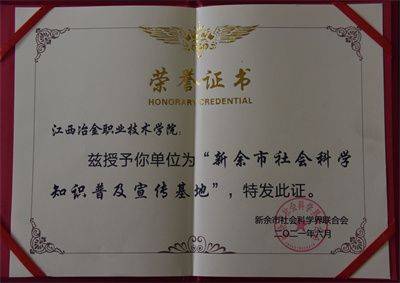 荣誉证书
HONORARY CREDENTIAL
江西冶金职业技术学院：
兹授予你单位为“新余市社会科学
知识普及宣传基地”，特发此证。
新余市社会科学界联合会
二〇二一年六月